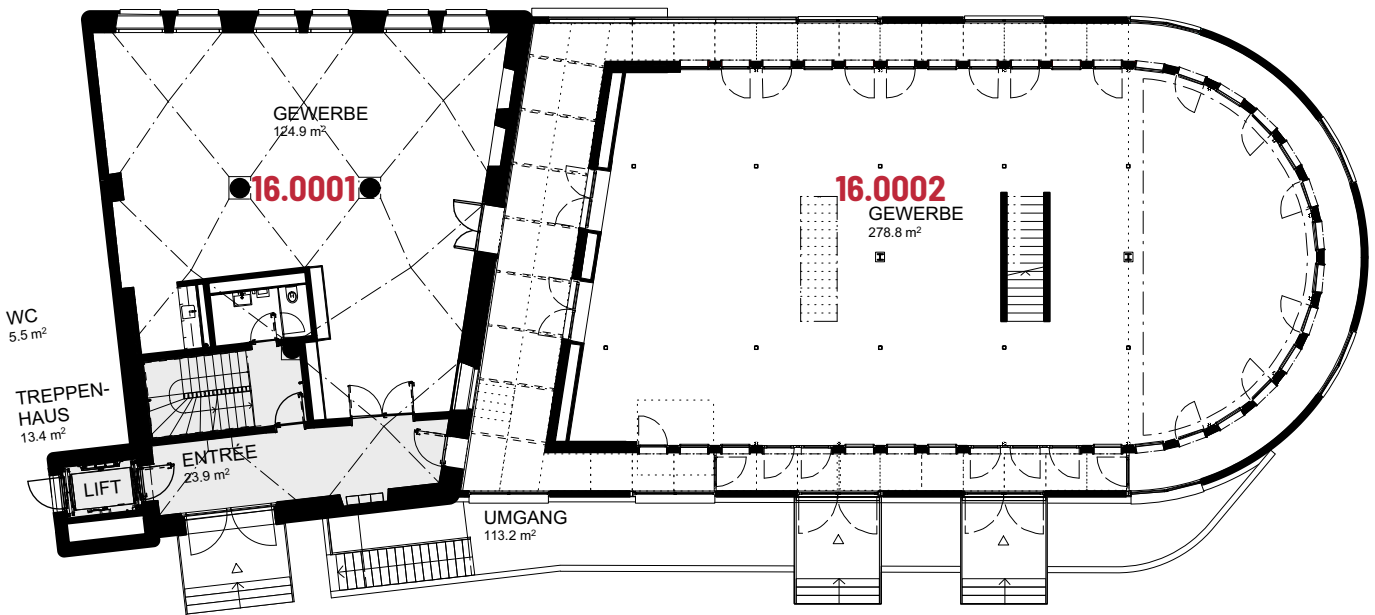 GEWERBE
124.9 m²
16.0001
16.0002
GEWERBE
278.8 m²
WC
5.5 m²
TREPPEN-
HAUS
13.4 m²
ENTRÉE
23.9 m²
LIFT
UMGANG
113.2 m²